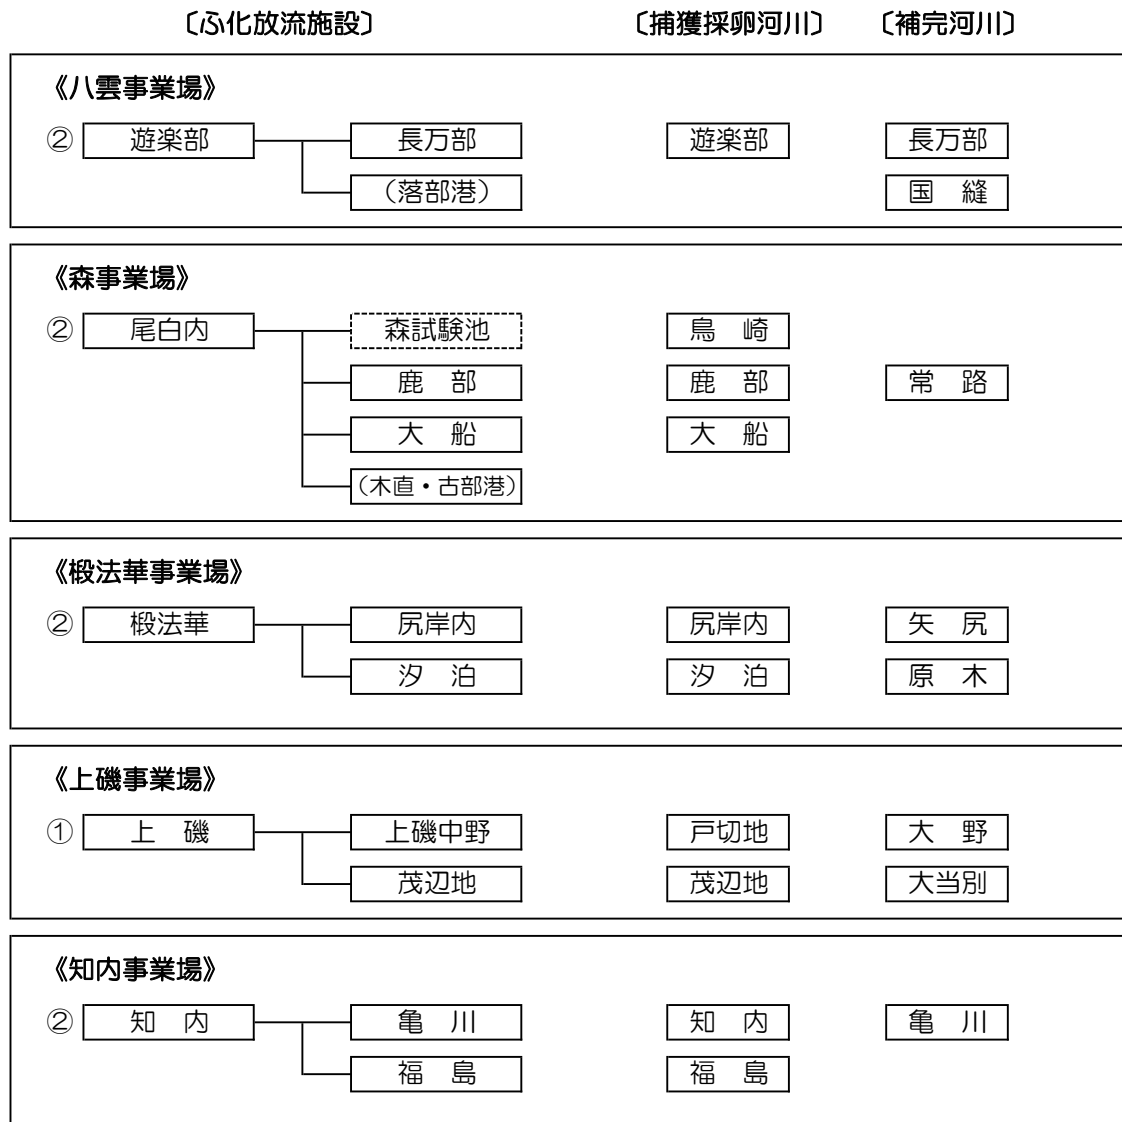 〔ふ化放流施設〕 〔捕獲採卵河川〕 〔補完河川〕
《八雲事業場》
② 遊楽部 長万部 遊楽部 長万部
（落部港） 国　縫
《森事業場》
② 尾白内 森試験池 鳥　崎
鹿　部 鹿　部 常　路
大　船 大　船
（木直・古部港）
《椴法華事業場》
② 椴法華 尻岸内 尻岸内 矢　尻
汐　泊 汐　泊 原　木
《上磯事業場》
① 上　磯 上磯中野 戸切地 大　野
茂辺地 茂辺地 大当別
《知内事業場》
② 知　内 亀　川 知　内 亀　川
福　島 福　島